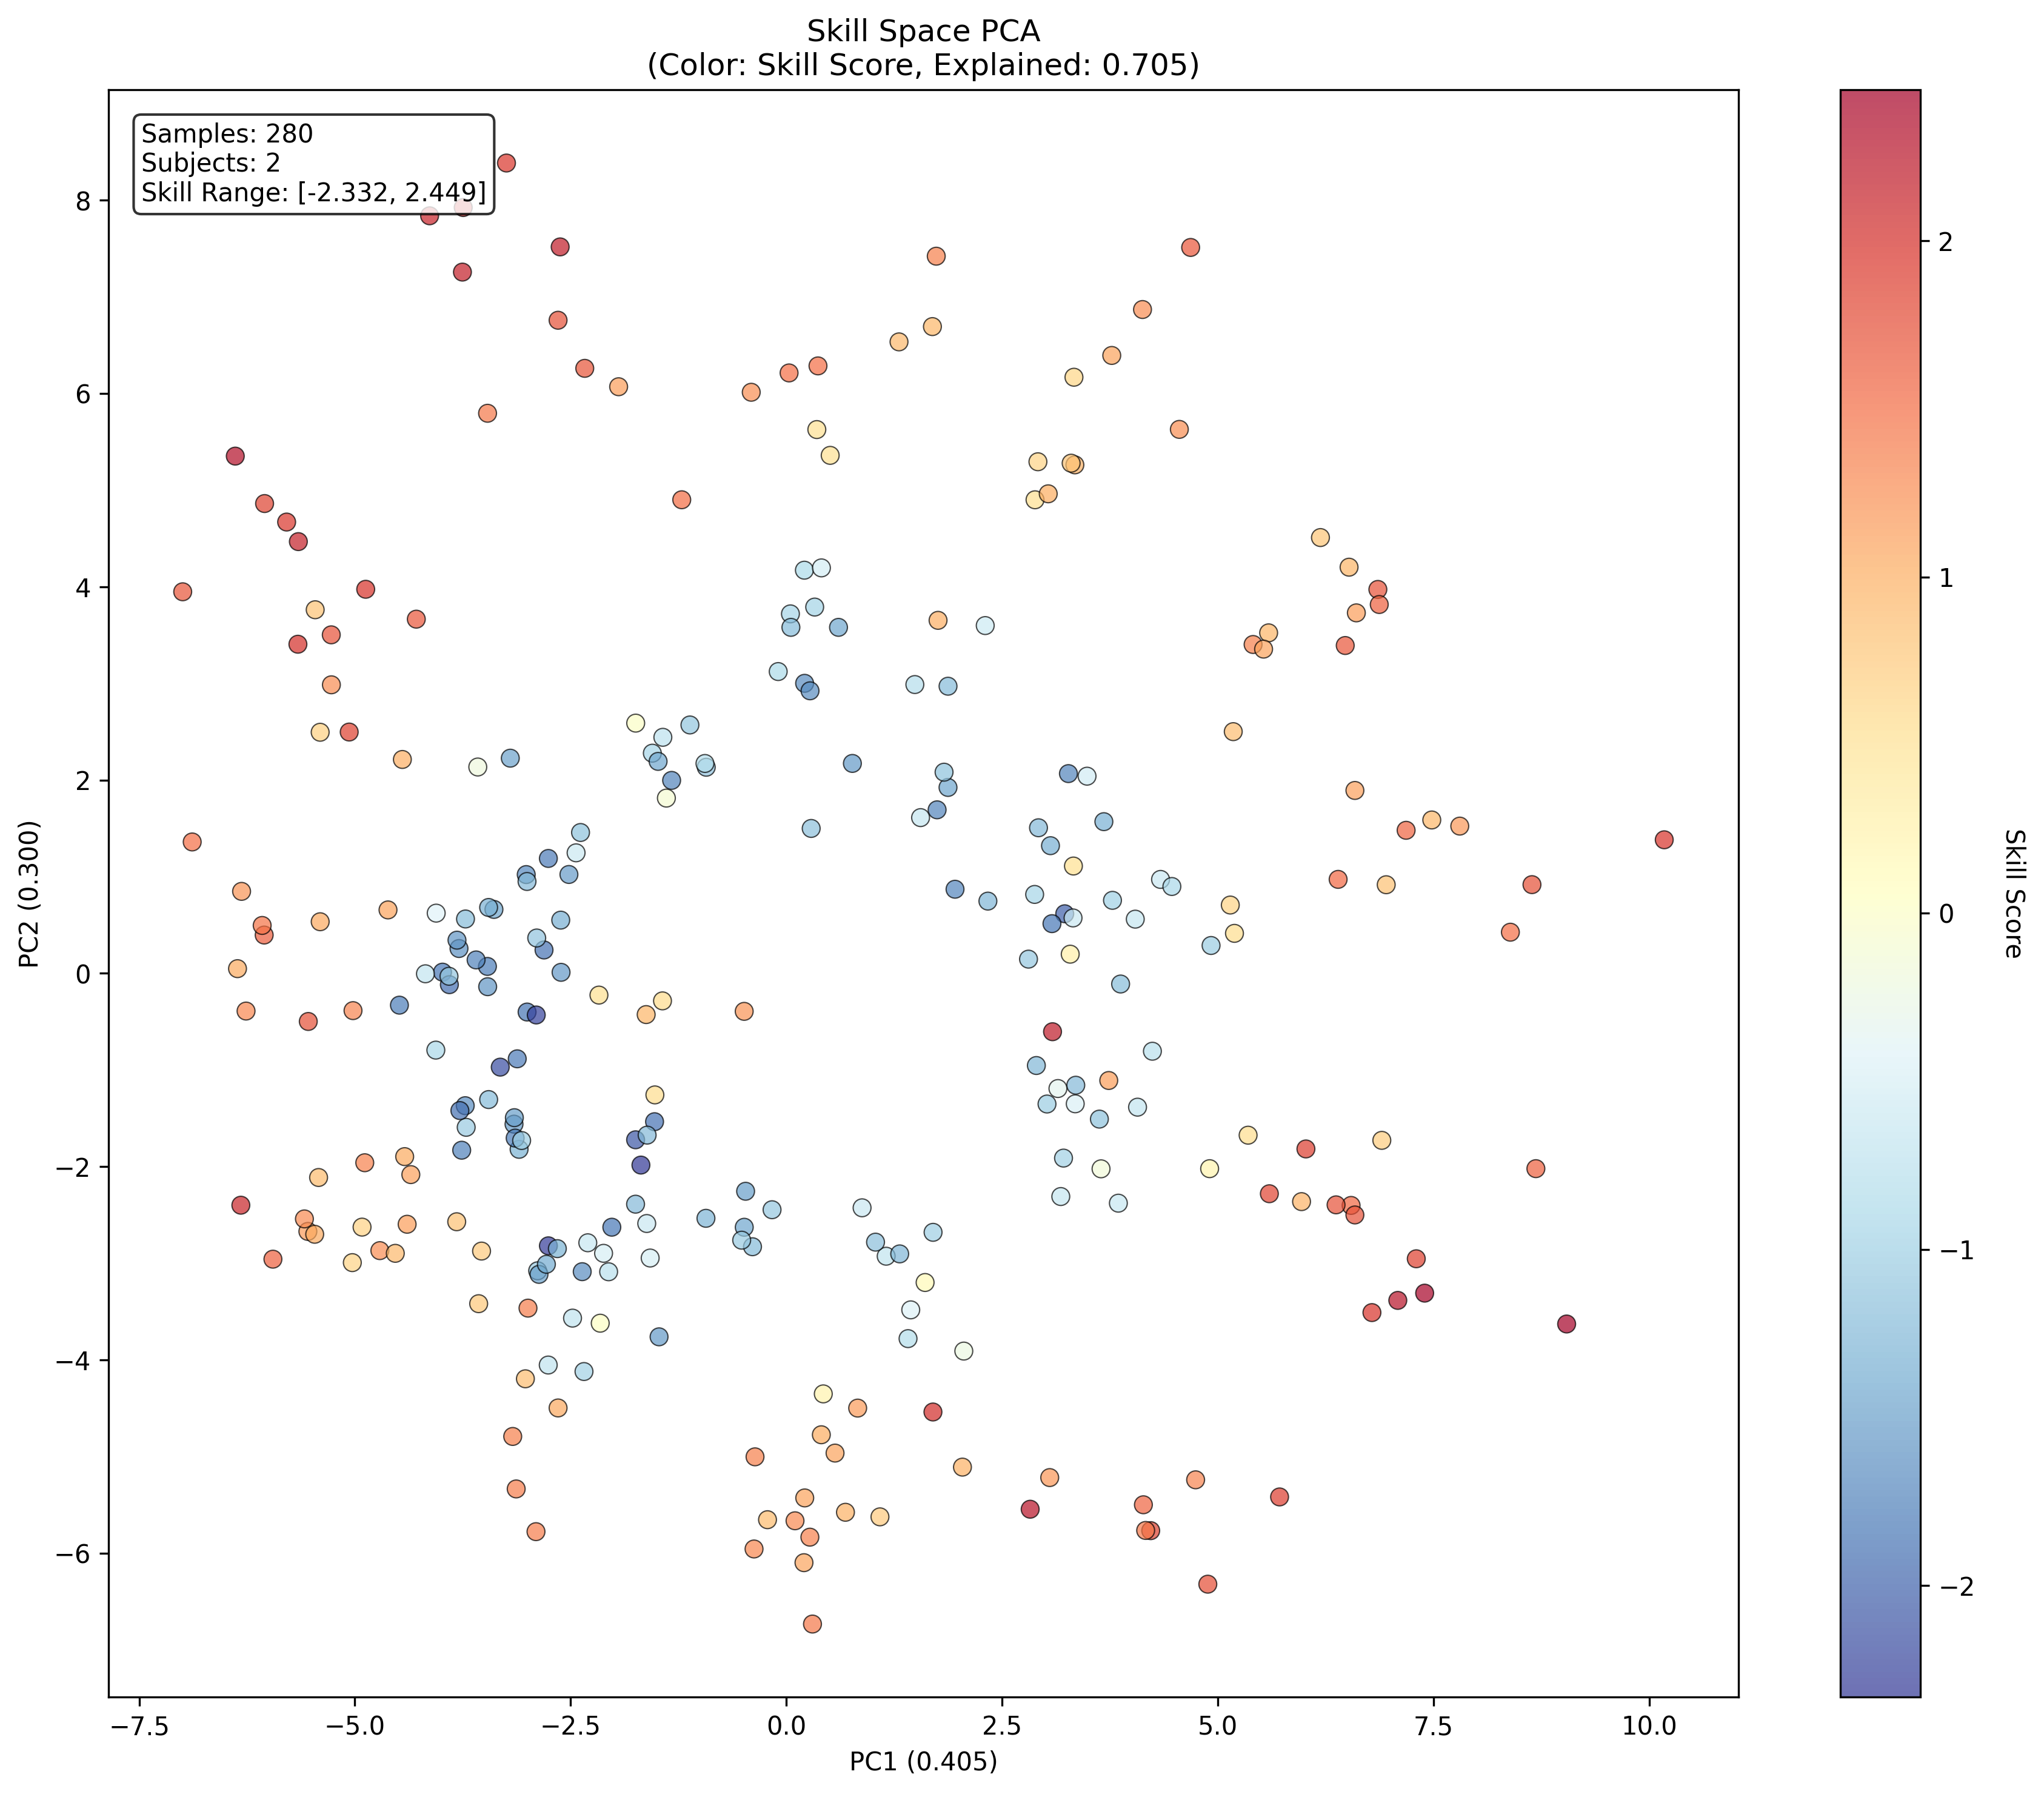 Skill Space PCA
(Color: Skill Score, Explained: 0.705)
Samples: 280
Subjects: 2
Skill Range: [-2.332, 2.449]
8
6
4
2
0
−2
−4
−6
PC2 (0.300)
−7.5
−5.0
−2.5
0.0
2.5
5.0
7.5
10.0
PC1 (0.405)
2
1
0
−1
−2
Skill Score